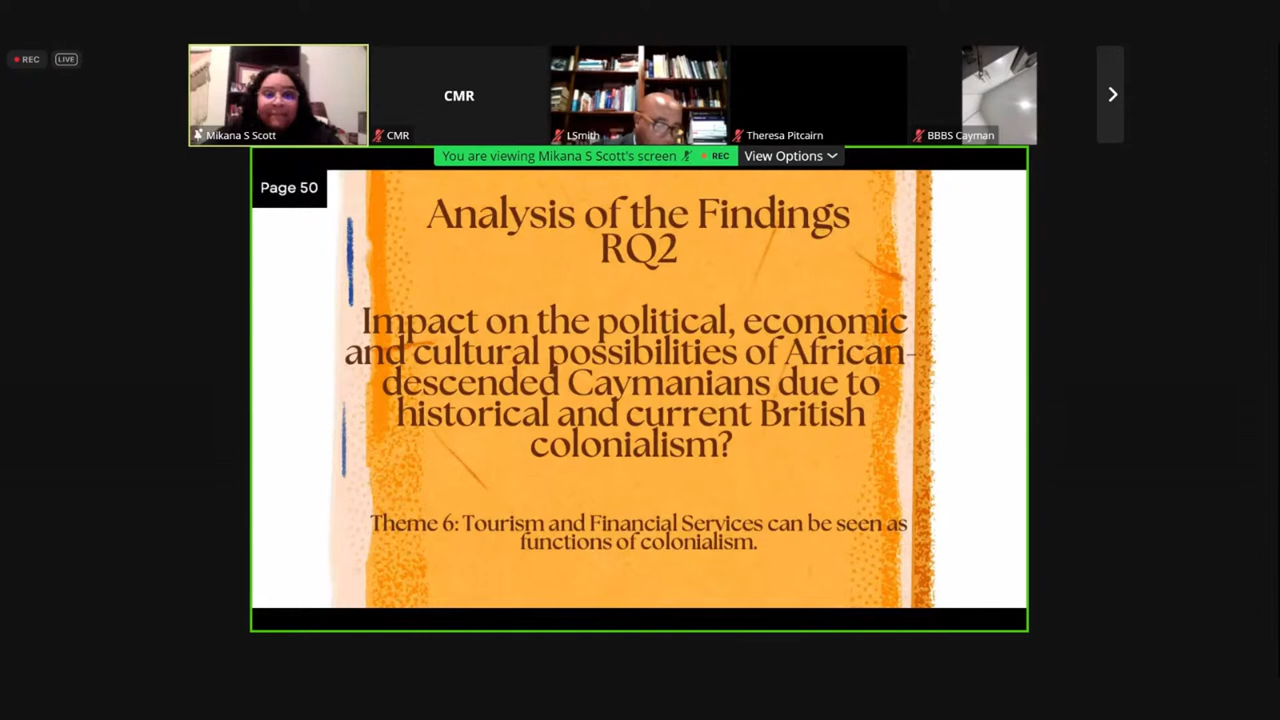 REC
LIVE
CMR
Mikana S Scott
CMR
LSmith
Theresa Pitcairn
BBBS Cayman
You are viewing Mikana S Scott's screen
REC
View Options
Page 50
Analysis of the Findings
RQ2
Impact on the political, economic
and cultural possibilities of African-
descended Caymanians due to
historical and current British
colonialism?
Theme 6: Tourism and Financial Services can be seen as
functions of colonialism.